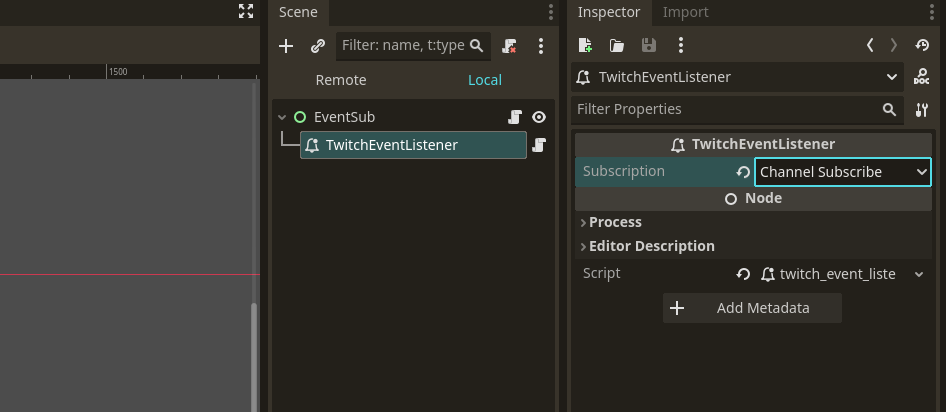 Scene
Inspector
Import
Filter: name, t:type
Remote
Local
1500
EventSub
TwitchEventListener
TwitchEventListener
DOC
Filter Properties
TwitchEventListener
Subscription
Channel Subscribe
Node
Process
Editor Description
Script
twitch_event_liste
Add Metadata